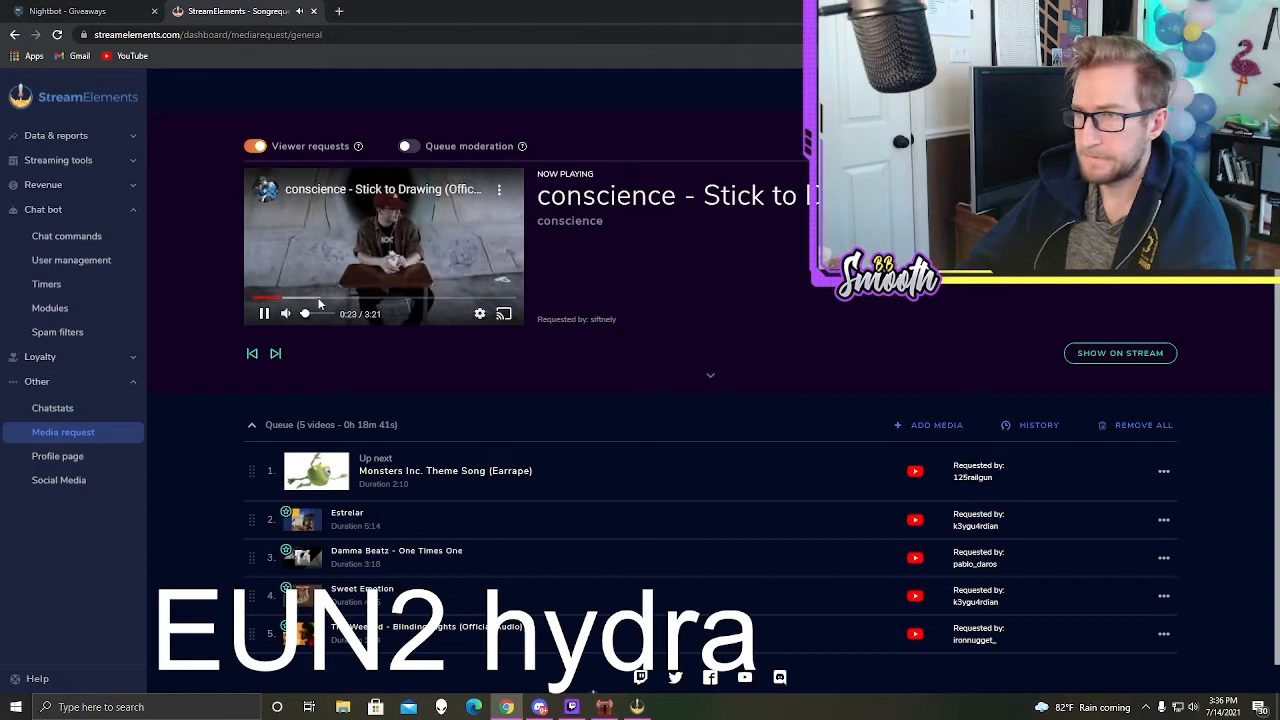 Nightbot - Giveaways
StreamElements - Songreq
streamelements.com/dashboard/mediarequest/general
Apps
Gmail
YouTube
StreamElements
Data & reports
Streaming tools
Revenue
Chat bot
Chat commands
User management
Timers
Modules
Spam filters
Loyalty
Other
Chatstats
Media request
Profile page
Social Media
Help
Viewer requests
Queue moderation
conscience - Stick to Drawing (Offic...
0:23 / 3:21
NOW PLAYING
conscience - Stick to D
conscience
Requested by: siftnely
SHOW ON STREAM
B.B
Smooth
Queue (5 videos - 0h 18m 41s)
ADD MEDIA
HISTORY
REMOVE ALL
1.
Up next
Monsters Inc. Theme Song (Earrape)
Duration 2:10
Requested by:
125railgun
2.
Estrelar
Duration 5:14
Requested by:
k3ygu4rdian
3.
Damma Beatz - One Times One
Duration 3:18
Requested by:
pablo_daros
4.
Sweet Emotion
Requested by:
k3ygu4rdian
5.
The Weeknd - Blinding Lights (Official Audio)
Requested by:
ironnugget_
EUN2 hydra
Type here to search
82°F Rain coming
3:36 PM
7/14/2021